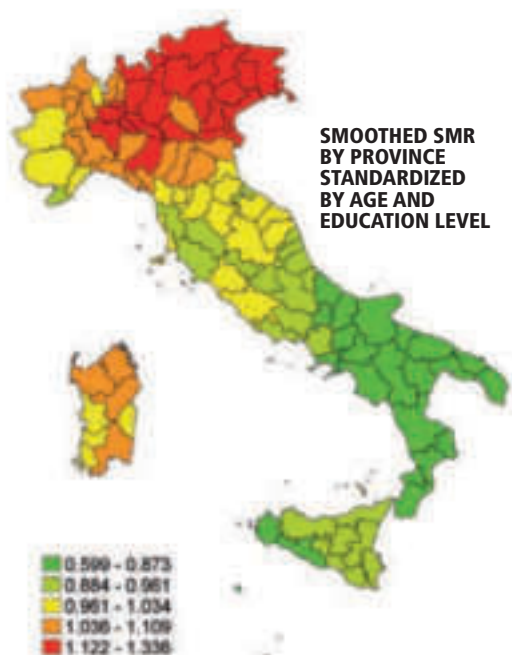 SMOOTHED SMR
BY PROVINCE
STANDARDIZED
BY AGE AND
EDUCATION LEVEL
0.599 - 0.873
0.884 - 0.961
0.961 - 1.034
1.036 - 1.109
1.122 - 1.336